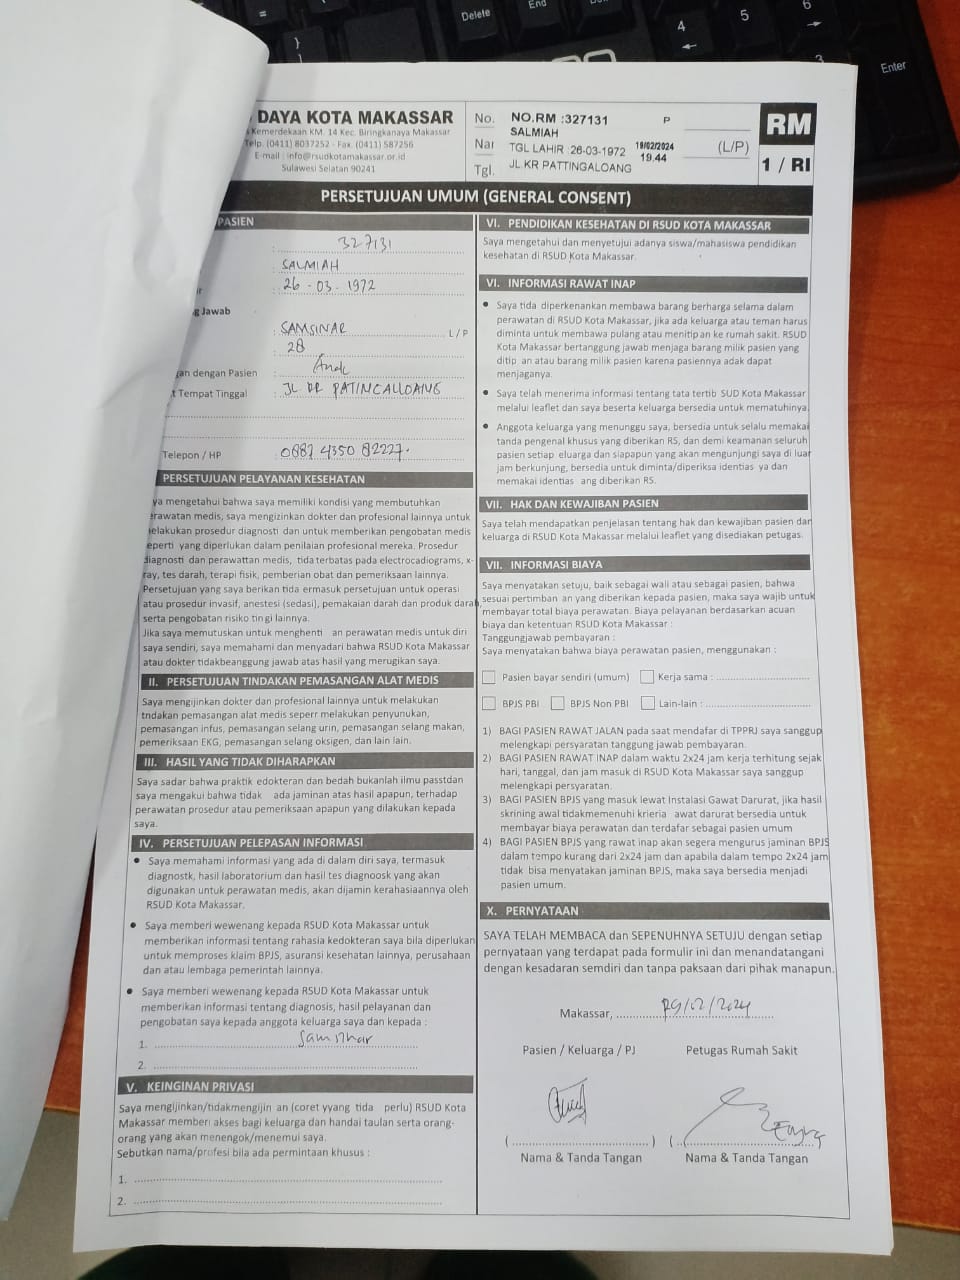 DAYA KOTA MAKASSAR
Kemerdekaan KM. 14 Kec. Biringkanaya Makassar
Telp. (0411) 8037252 - Fax. (0411) 587256
E-mail : info@rsudkotamakassar.or.id
Sulawesi Selatan 90241
No. NO.RM :327131 P
Nar SALMIAH
TGL LAHIR :26-03-1972 19/02/2024 19.44 (L/P)
Tgl. JL.KR PATTINGALOANG
RM
1 / RI
PERSETUJUAN UMUM (GENERAL CONSENT)
PASIEN
: 327131
: SALMIAH
: 26 - 03 - 1972
Jawab
: SAMSINAR L/P
: 28
gan dengan Pasien : Anak
t Tempat Tinggal : JL KR PATINGALLOANG
Telepon / HP : 0887 4350 82227.
PERSETUJUAN PELAYANAN KESEHATAN
ya mengetahui bahwa saya memiliki kondisi yang membutuhkan
erawatan medis, saya mengizinkan dokter dan profesional lainnya untuk
melakukan prosedur diagnosti dan untuk memberikan pengobatan medis
eperti yang diperlukan dalam penilaian profesional mereka. Prosedur
diagnosti dan perawattan medis, tida terbatas pada electrocadiograms, x-
ray, tes darah, terapi fisik, pemberian obat dan pemeriksaan lainnya.
Persetujuan yang saya berikan tida ermasuk persetujuan untuk operasi
atau prosedur invasif, anestesi (sedasi), pemakaian darah dan produk darah,
serta pengobatan risiko tin gi lainnya.
Jika saya memutuskan untuk menghenti an perawatan medis untuk diri
saya sendiri, saya memahami dan menyadari bahwa RSUD Kota Makassar
atau dokter tidakbeanggung jawab atas hasil yang merugikan saya.
II. PERSETUJUAN TINDAKAN PEMASANGAN ALAT MEDIS
Saya mengijinkan dokter dan profesional lainnya untuk melakukan
tndakan pemasangan alat medis seperr melakukan penyunukan,
pemasangan infus, pemasangan selang urin, pemasangan selang makan,
pemeriksaan EKG, pemasangan selang oksigen, dan lain lain.
III. HASIL YANG TIDAK DIHARAPKAN
Saya sadar bahwa praktik edokteran dan bedah bukanlah ilmu passtdan
saya mengakui bahwa tidak ada jaminan atas hasil apapun, terhadap
perawatan prosedur atau pemeriksaan apapun yang dilakukan kepada
saya.
IV. PERSETUJUAN PELEPASAN INFORMASI
• Saya memahami informasi yang ada di dalam diri saya, termasuk
diagnostk, hasil laboratorium dan hasil tes diagnoosk yang akan
digunakan untuk perawatan medis, akan dijamin kerahasiaannya oleh
RSUD Kota Makassar.
• Saya memberi wewenang kepada RSUD Kota Makassar untuk
memberikan informasi tentang rahasia kedokteran saya bila diperlukan
untuk memproses klaim BPJS, asuransi kesehatan lainnya, perusahaan
dan atau lembaga pemerintah lainnya.
• Saya memberi wewenang kepada RSUD Kota Makassar untuk
memberikan informasi tentang diagnosis, hasil pelayanan dan
pengobatan saya kepada anggota keluarga saya dan kepada :
1. Samsinar
2.
V. KEINGINAN PRIVASI
Saya mengijinkan/tidakmengijin an (coret yyang tida perlu) RSUD Kota
Makassar memberi akses bagi keluarga dan handai taulan serta orang-
orang yang akan menengok/menemui saya.
Sebutkan nama/profesi bila ada permintaan khusus :
1.
2.
VI. PENDIDIKAN KESEHATAN DI RSUD KOTA MAKASSAR
Saya mengetahui dan menyetujui adanya siswa/mahasiswa pendidikan
kesehatan di RSUD Kota Makassar.
VI. INFORMASI RAWAT INAP
• Saya tida diperkenankan membawa barang berharga selama dalam
perawatan di RSUD Kota Makassar, jika ada keluarga atau teman harus
diminta untuk membawa pulang atau menitip an ke rumah sakit. RSUD
Kota Makassar bertanggung jawab menjaga barang milik pasien yang
ditip an atau barang milik pasien karena pasiennya adak dapat
menjaganya.
• Saya telah menerima informasi tentang tata tertib SUD Kota Makassar
melalui leaflet dan saya beserta keluarga bersedia untuk mematuhinya.
• Anggota keluarga yang menunggu saya, bersedia untuk selalu memakai
tanda pengenal khusus yang diberikan RS, dan demi keamanan seluruh
pasien setiap eluarga dan siapapun yang akan mengunjungi saya di luar
jam berkunjung, bersedia untuk diminta/diperiksa identias ya dan
memakai identias ang diberikan RS.
VII. HAK DAN KEWAJIBAN PASIEN
Saya telah mendapatkan penjelasan tentang hak dan kewajiban pasien dan
keluarga di RSUD Kota Makassar melalui leaflet yang disediakan petugas.
VII. INFORMASI BIAYA
Saya menyatakan setuju, baik sebagai wali atau sebagai pasien, bahwa
sesuai pertimban an yang diberikan kepada pasien, maka saya wajib untuk
membayar total biaya perawatan. Biaya pelayanan berdasarkan acuan
biaya dan ketentuan RSUD Kota Makassar :
Tanggungjawab pembayaran :
Saya menyatakan bahwa biaya perawatan pasien, menggunakan :
Pasien bayar sendiri (umum) Kerja sama :
BPJS PBI BPJS Non PBI Lain-lain :
1) BAGI PASIEN RAWAT JALAN pada saat mendafar di TPPRJ saya sanggup
melengkapi persyaratan tanggung jawab pembayaran.
2) BAGI PASIEN RAWAT INAP dalam waktu 2x24 jam kerja terhitung sejak
hari, tanggal, dan jam masuk di RSUD Kota Makassar saya sanggup
melengkapi persyaratan.
3) BAGI PASIEN BPJS yang masuk lewat Instalasi Gawat Darurat, jika hasil
skrining awal tidakmemenuhi krieria awat darurat bersedia untuk
membayar biaya perawatan dan terdafar sebagai pasien umum
4) BAGI PASIEN BPJS yang rawat inap akan segera mengurus jaminan BPJS
dalam tempo kurang dari 2x24 jam dan apabila dalam tempo 2x24 jam
tidak bisa menyatakan jaminan BPJS, maka saya bersedia menjadi
pasien umum.
X. PERNYATAAN
SAYA TELAH MEMBACA dan SEPENUHNYA SETUJU dengan setiap
pernyataan yang terdapat pada formulir ini dan menandatangani
dengan kesadaran semdiri dan tanpa paksaan dari pihak manapun.
Makassar, 29/02/2024
Pasien / Keluarga / PJ Petugas Rumah Sakit
Nama & Tanda Tangan Nama & Tanda Tangan
Delete
End
4
5
6
3
Enter